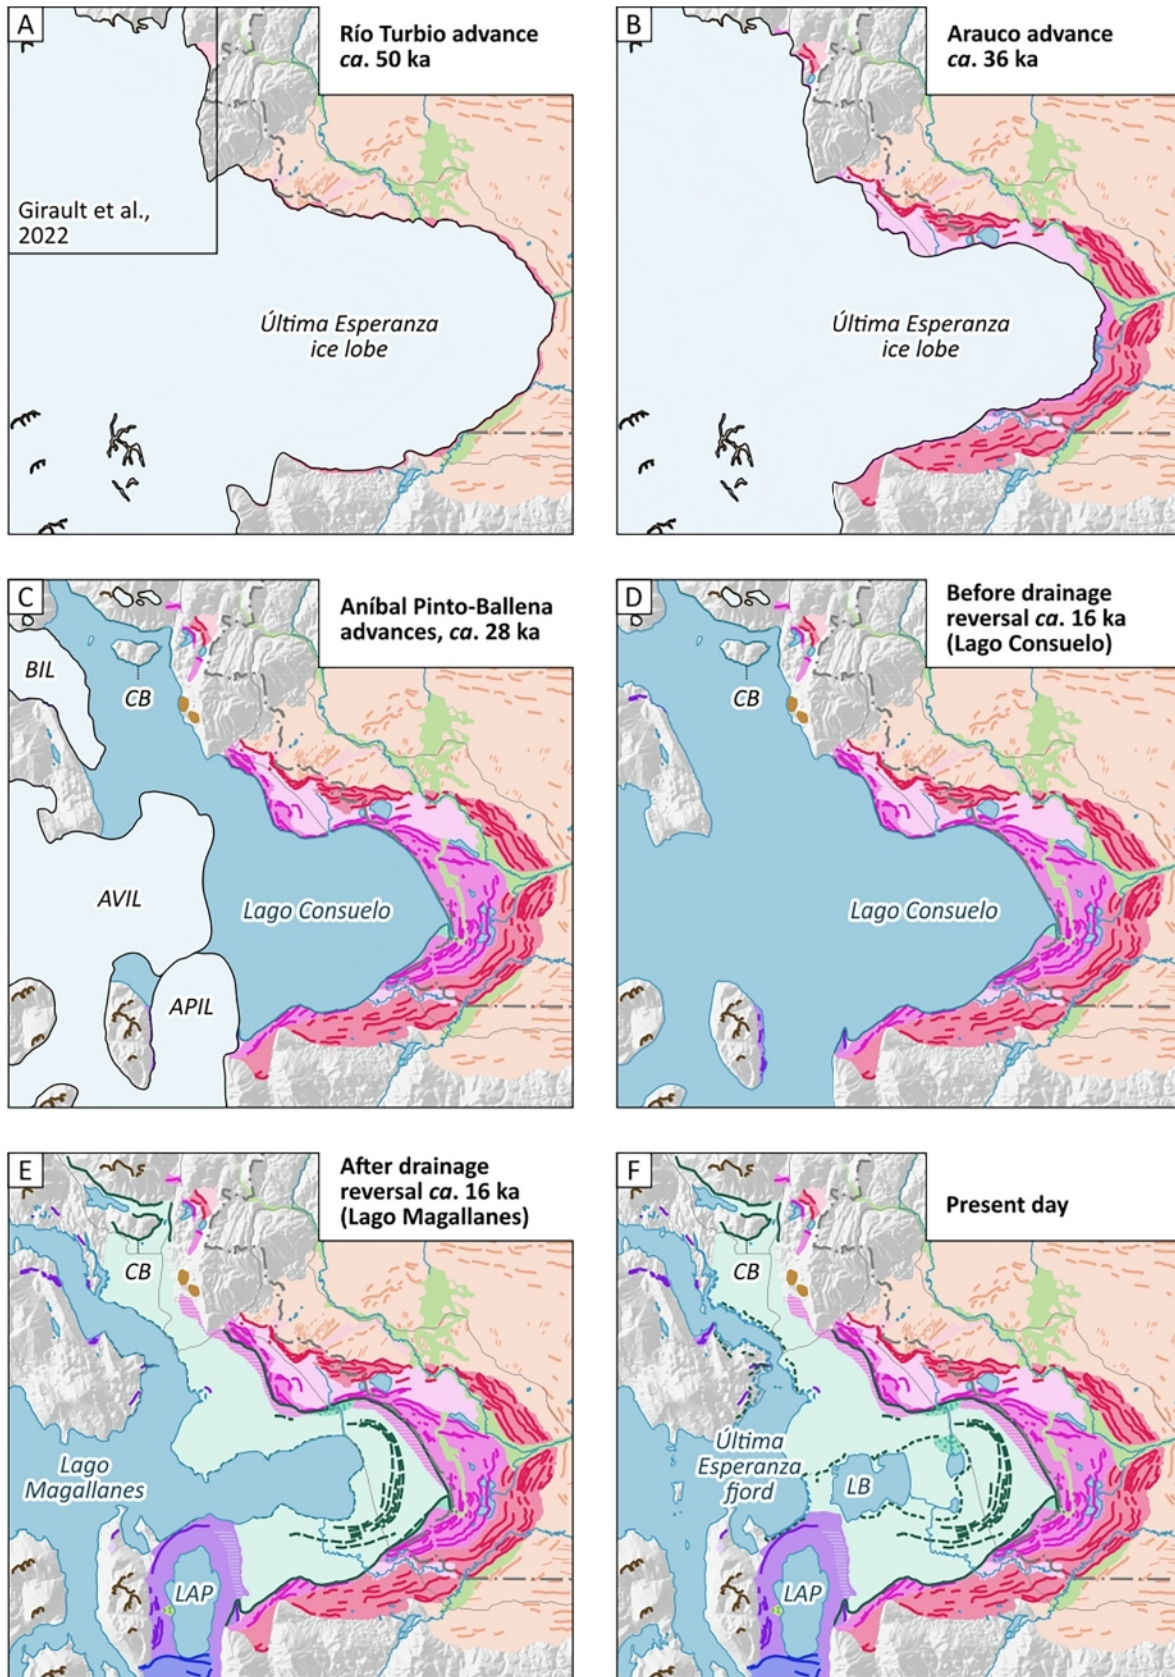 A
Río Turbio advance
ca. 50 ka
Girault et al.,
2022
Última Esperanza
ice lobe
B
Arauco advance
ca. 36 ka
Última Esperanza
ice lobe
C
Aníbal Pinto-Ballena
advances, ca. 28 ka
BIL
CB
AVIL
Lago Consuelo
APIL
D
Before drainage
reversal ca. 16 ka
(Lago Consuelo)
CB
Lago Consuelo
E
After drainage
reversal ca. 16 ka
(Lago Magallanes)
CB
Lago
Magallanes
LAP
F
Present day
CB
Última
Esperanza
fjord
LB
LAP